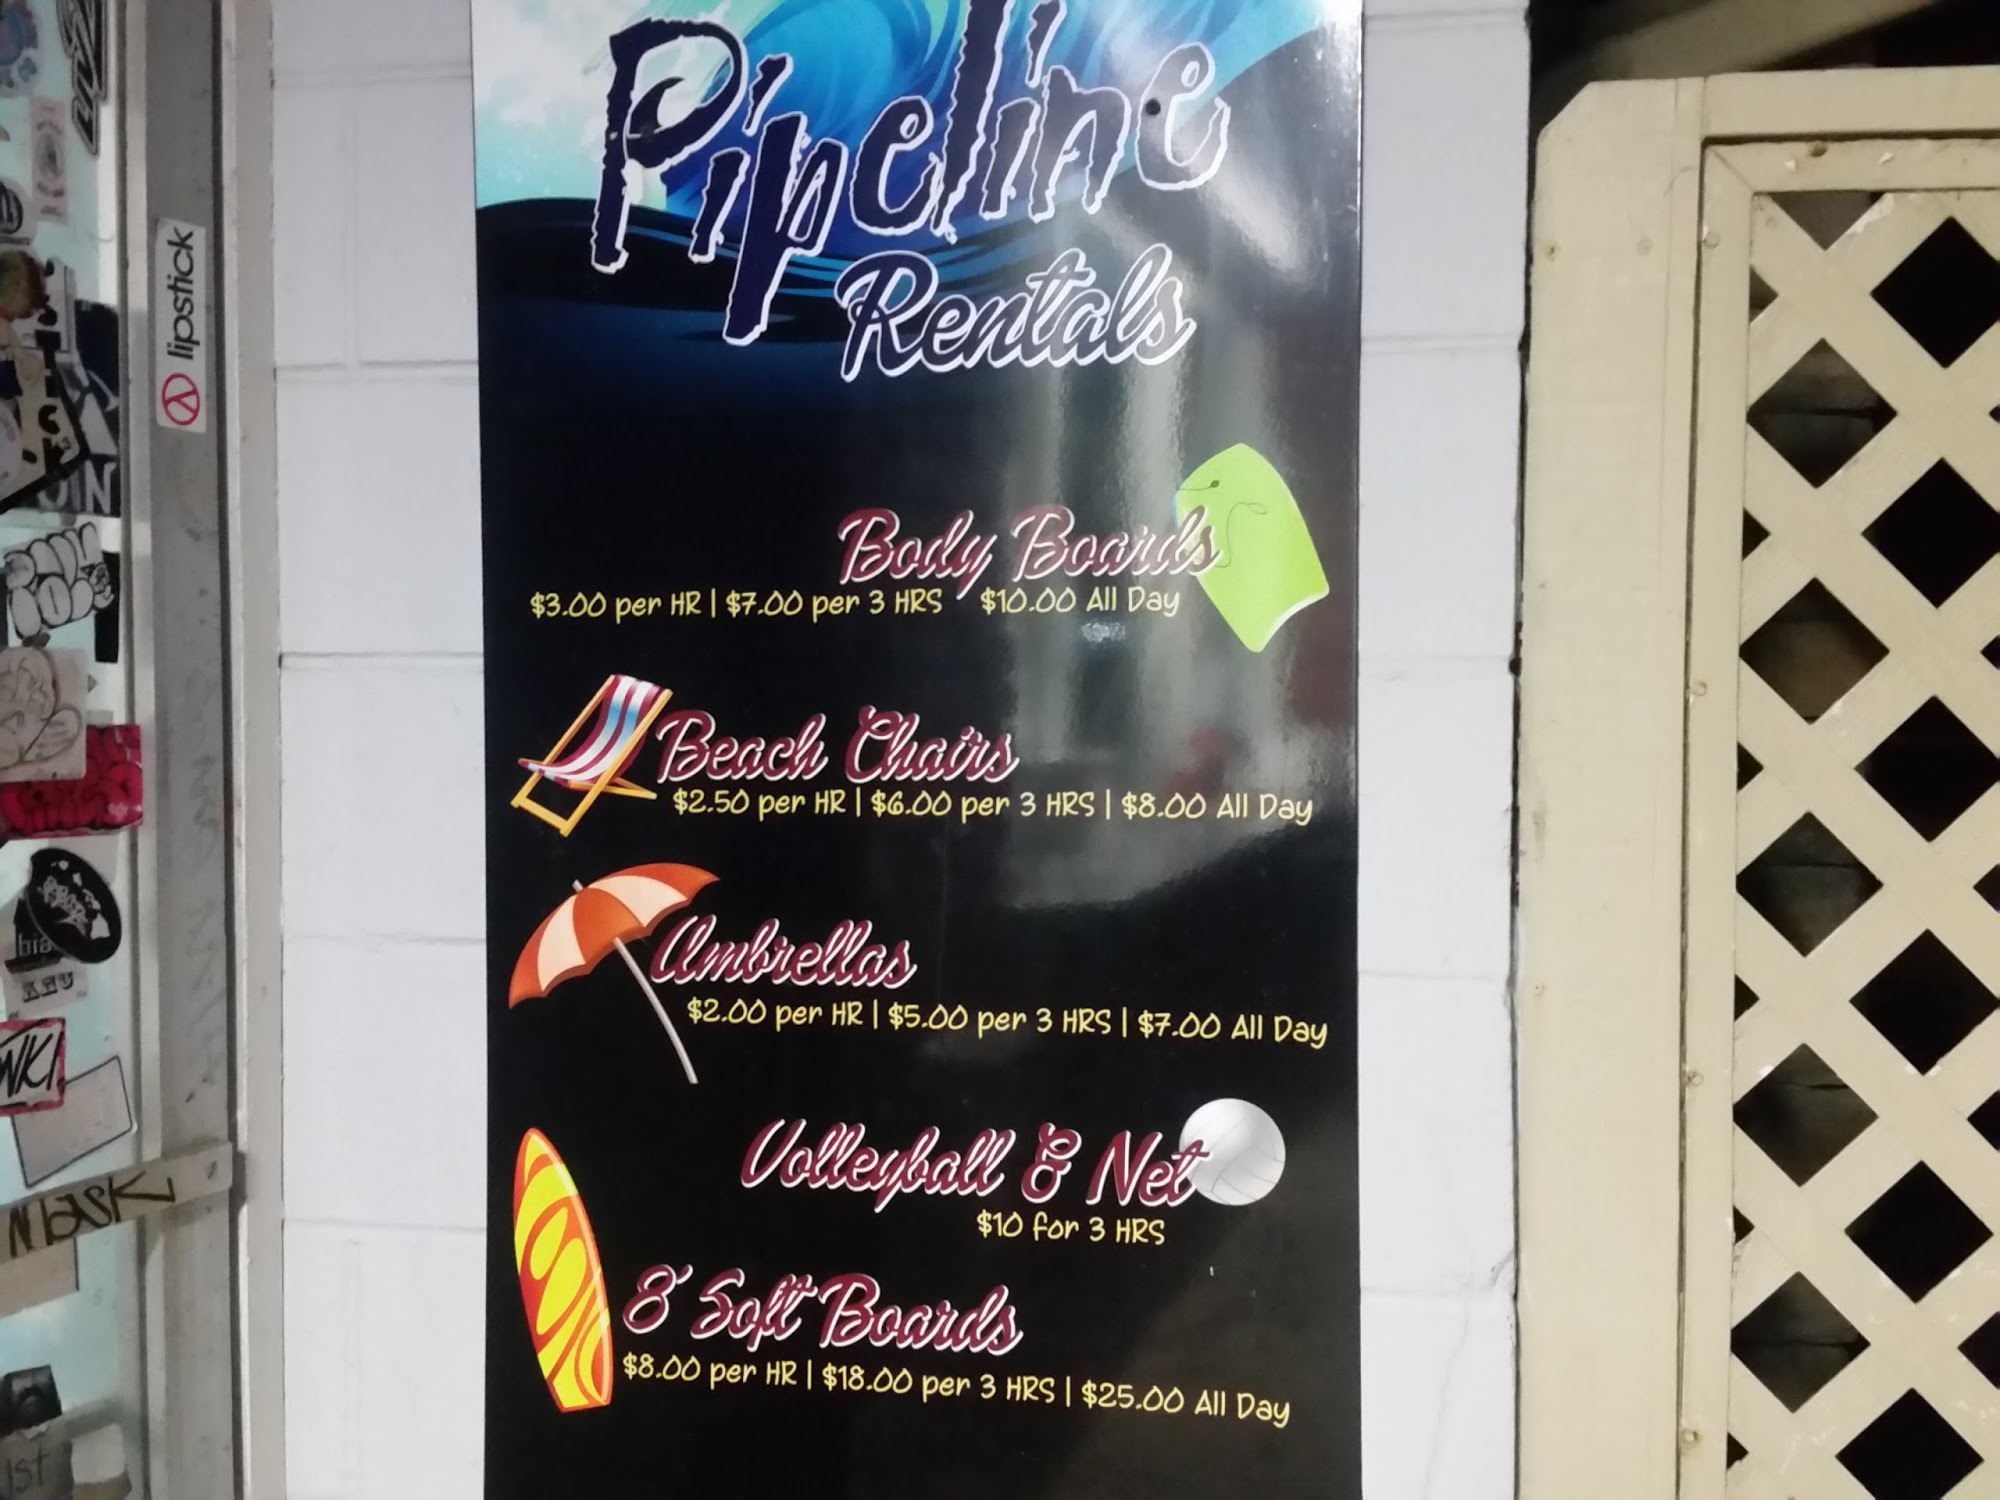 Pipeline
Rentals
Body Boards
$3.00 per HR | $7.00 per 3 HRS $10.00 All Day
Beach Chairs
$2.50 per HR | $6.00 per 3 HRS | $8.00 All Day
Umbrellas
$2.00 per HR | $5.00 per 3 HRS | $7.00 All Day
Volleyball & Net
$10 for 3 HRS
8' Soft Boards
$8.00 per HR | $18.00 per 3 HRS | $25.00 All Day
lipstick